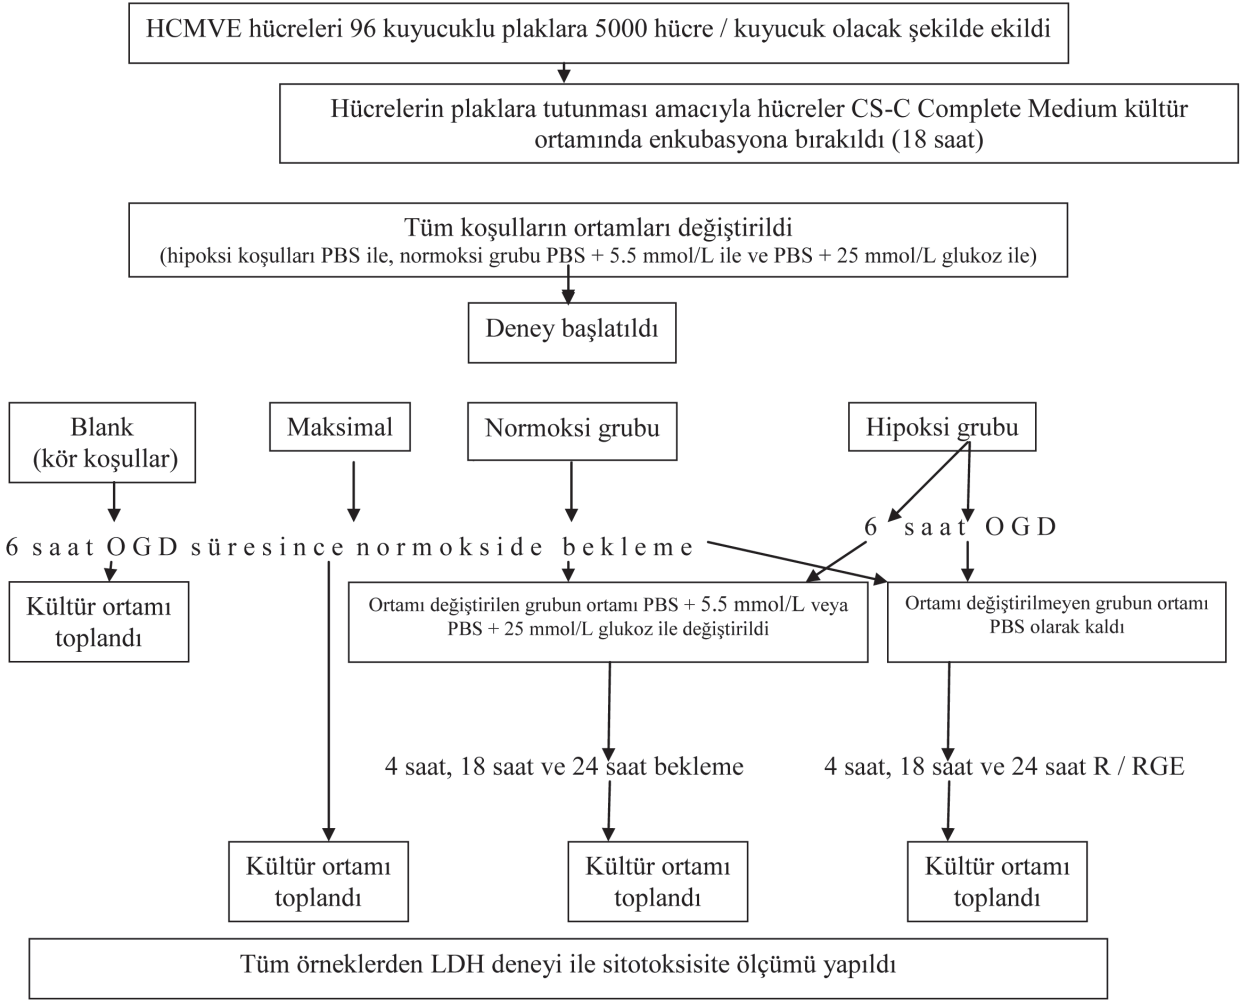 HCMVE hücreleri 96 kuyucuklu plaklara 5000 hücre / kuyucuk olacak şekilde ekildi
Hücrelerin plaklara tutunması amacıyla hücreler CS-C Complete Medium kültür
ortamında enkubasyona bırakıldı (18 saat)
Tüm koşulların ortamları değiştirildi
(hipoksi koşulları PBS ile, normoksi grubu PBS + 5.5 mmol/L ile ve PBS + 25 mmol/L glukoz ile)
Deney başlatıldı
Blank
(kör koşullar)
Maksimal
Normoksi grubu
Hipoksi grubu
6 saat OGD
6 saat OGD süresince normokside bekleme
Kültür ortamı
toplandı
Ortamı değiştirilen grubun ortamı PBS + 5.5 mmol/L veya
PBS + 25 mmol/L glukoz ile değiştirildi
Ortamı değiştirilmeyen grubun ortamı
PBS olarak kaldı
4 saat, 18 saat ve 24 saat bekleme
4 saat, 18 saat ve 24 saat R / RGE
Kültür ortamı
toplandı
Kültür ortamı
toplandı
Kültür ortamı
toplandı
Tüm örneklerden LDH deneyi ile sitotoksisite ölçümü yapıldı